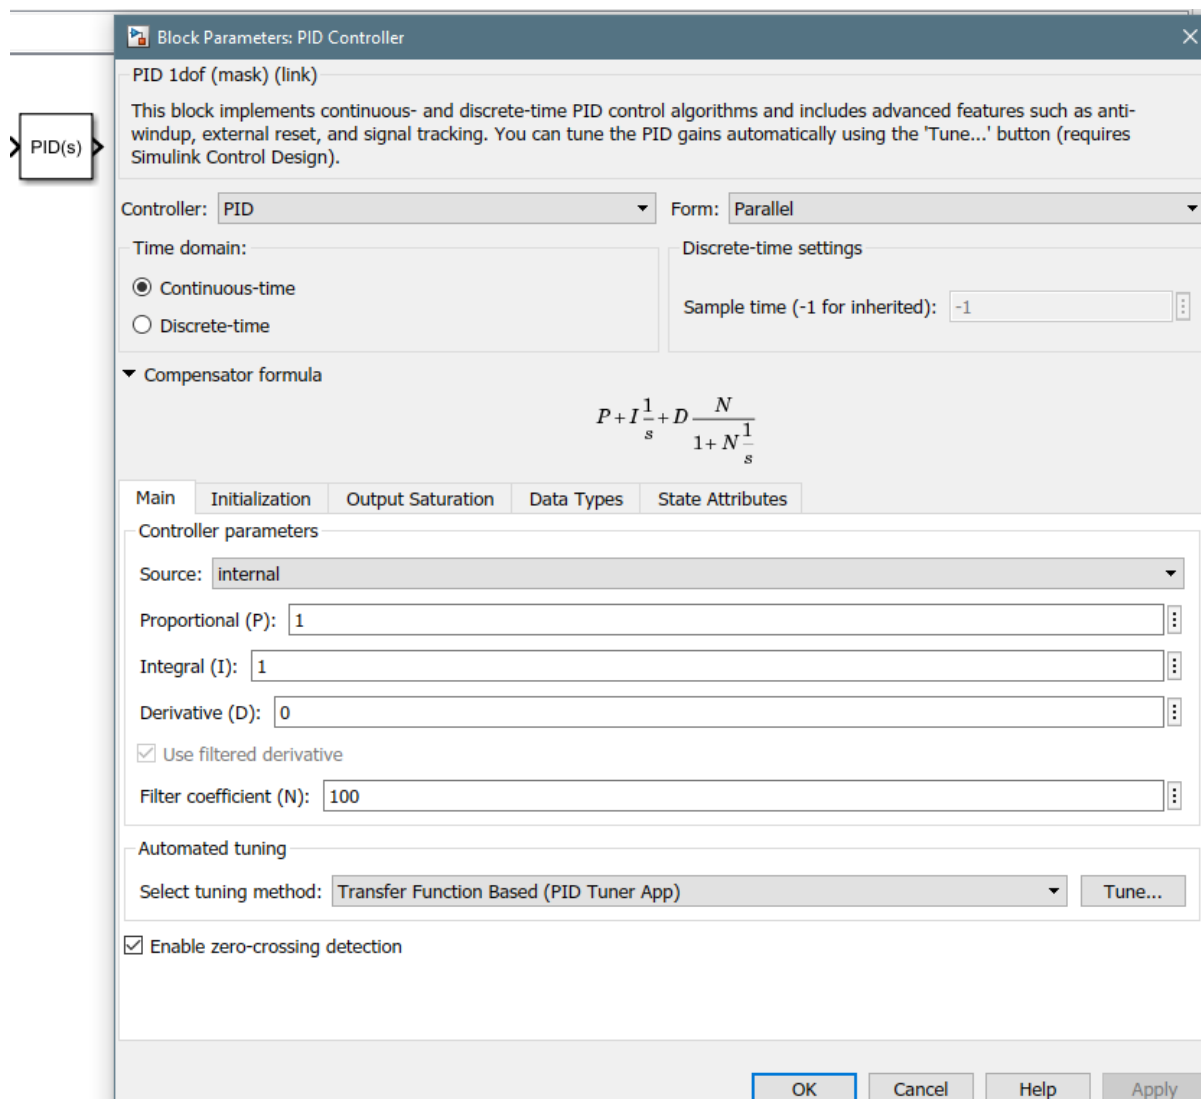 Block Parameters: PID Controller
PID 1dof (mask) (link)
This block implements continuous- and discrete-time PID control algorithms and includes advanced features such as anti-
windup, external reset, and signal tracking. You can tune the PID gains automatically using the 'Tune...' button (requires
Simulink Control Design).
PID(s)
Controller: PID Form: Parallel
Time domain: Discrete-time settings
Continuous-time
Sample time (-1 for inherited): -1
Discrete-time
Compensator formula
P + I 1/s + D N/(1 + N 1/s)
Main Initialization Output Saturation Data Types State Attributes
Controller parameters
Source: internal
Proportional (P): 1
Integral (I): 1
Derivative (D): 0
Use filtered derivative
Filter coefficient (N): 100
Automated tuning
Select tuning method: Transfer Function Based (PID Tuner App) Tune...
Enable zero-crossing detection
OK Cancel Help Apply